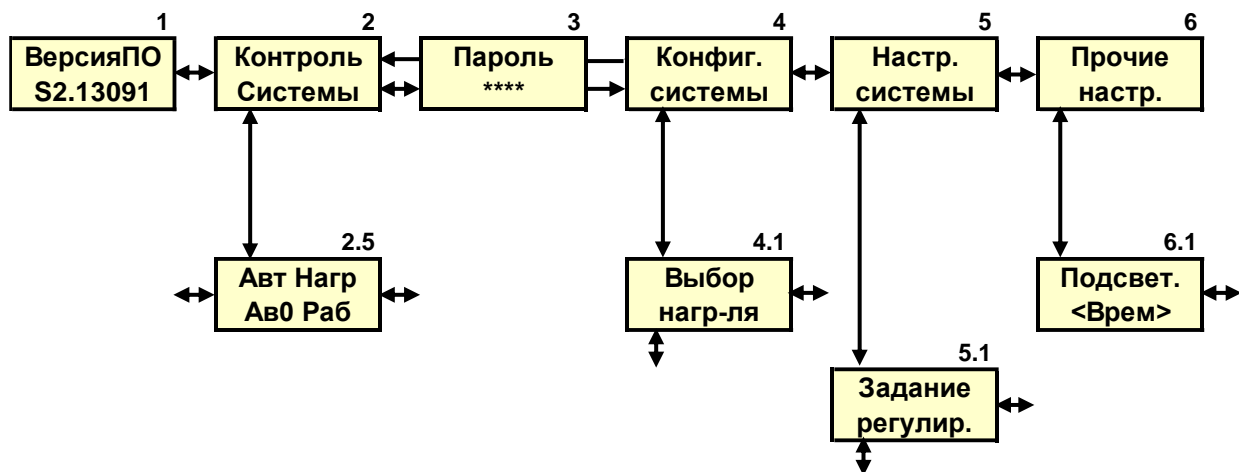 1 2 3 4 5 6
ВерсияПО Контроль Пароль Конфиг. Настр. Прочие
S2.13091 Системы **** системы системы настр.
2.5 4.1 6.1
Авт Нагр Выбор Подсвет.
Ав0 Раб нагр-ля <Врем>
5.1
Задание
регулир.